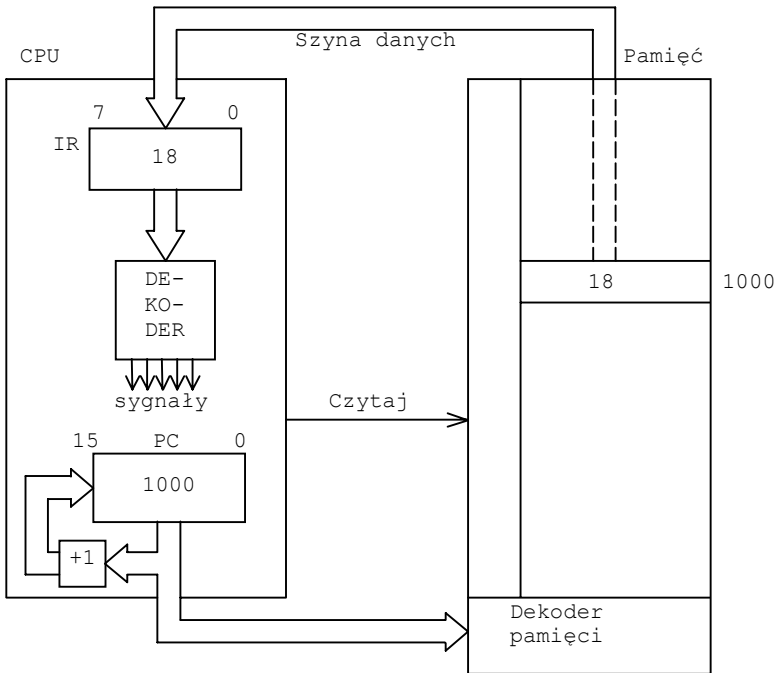 Szyna danych
CPU
Pamięć
7 0
IR
18
DE-
KO-
DER
18
1000
sygnały
Czytaj
15 PC 0
1000
+1
Dekoder
pamięci